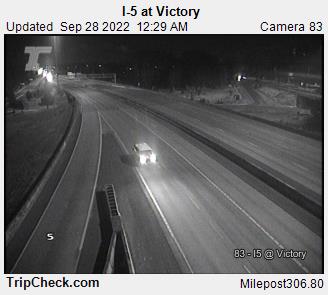 I-5 at Victory
Updated Sep 28 2022 12:29 AM Camera 83
S
83 - I5 @ Victory
TripCheck.com Milepost306.80